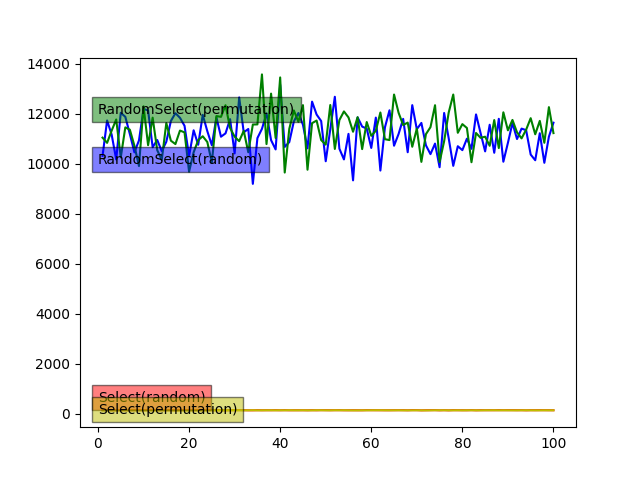 14000
12000
10000
8000
6000
4000
2000
0
RandomSelect(permutation)
RandomSelect(random)
Select(random)
Select(permutation)
0 20 40 60 80 100